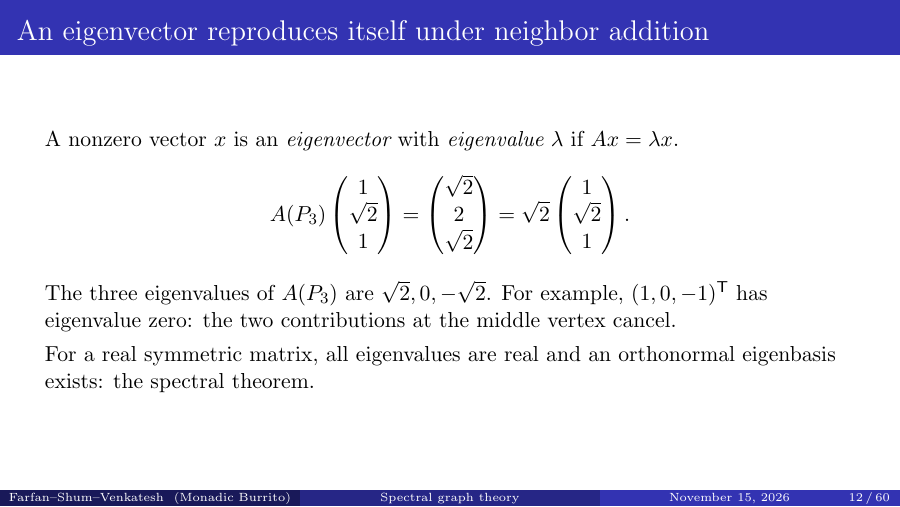 An eigenvector reproduces itself under neighbor addition
A nonzero vector x is an eigenvector with eigenvalue λ if Ax = λx.
A(P₃) (1, √2, 1) = (√2, 2, √2) = √2 (1, √2, 1).
The three eigenvalues of A(P₃) are √2, 0, −√2. For example, (1, 0, −1)ᵀ has
eigenvalue zero: the two contributions at the middle vertex cancel.
For a real symmetric matrix, all eigenvalues are real and an orthonormal eigenbasis
exists: the spectral theorem.
Farfan–Shum–Venkatesh (Monadic Burrito) Spectral graph theory November 15, 2026 12 / 60